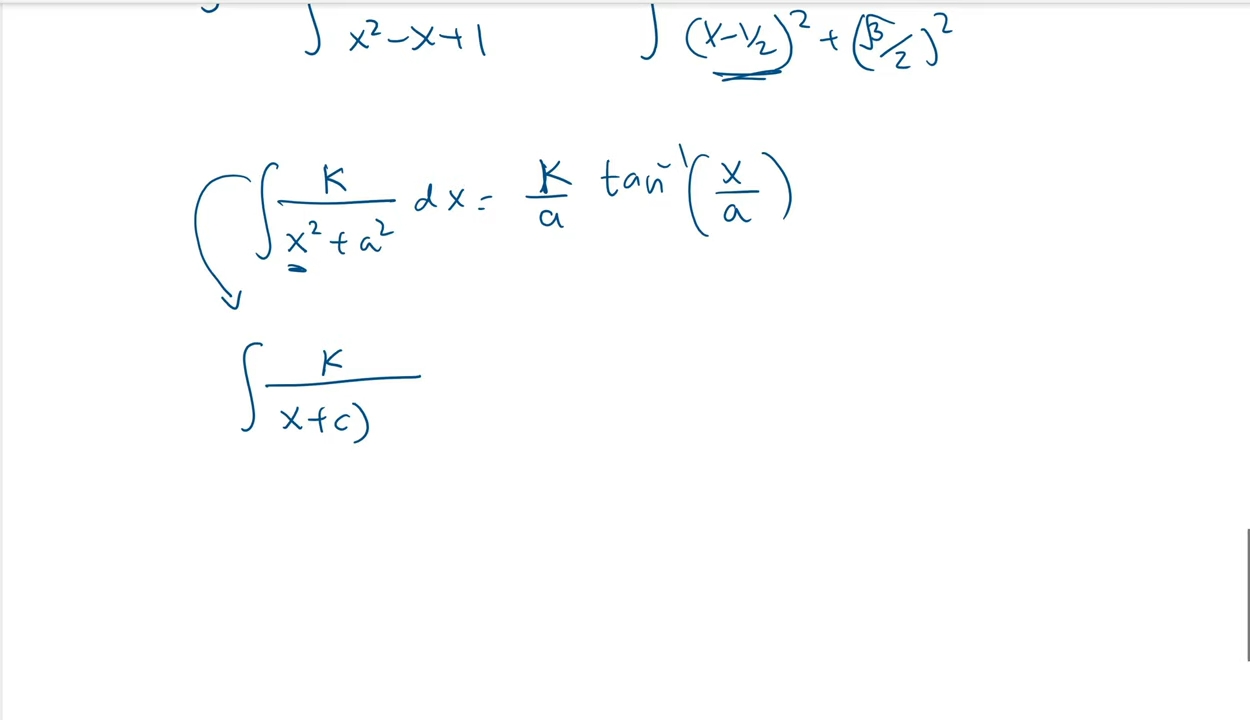 ∫ x²-x+1 ∫ (x-1/2)² + (√3/2)²
∫ K/(x²+a²) dx = K/a tan⁻¹(x/a)
∫ K/x+c)